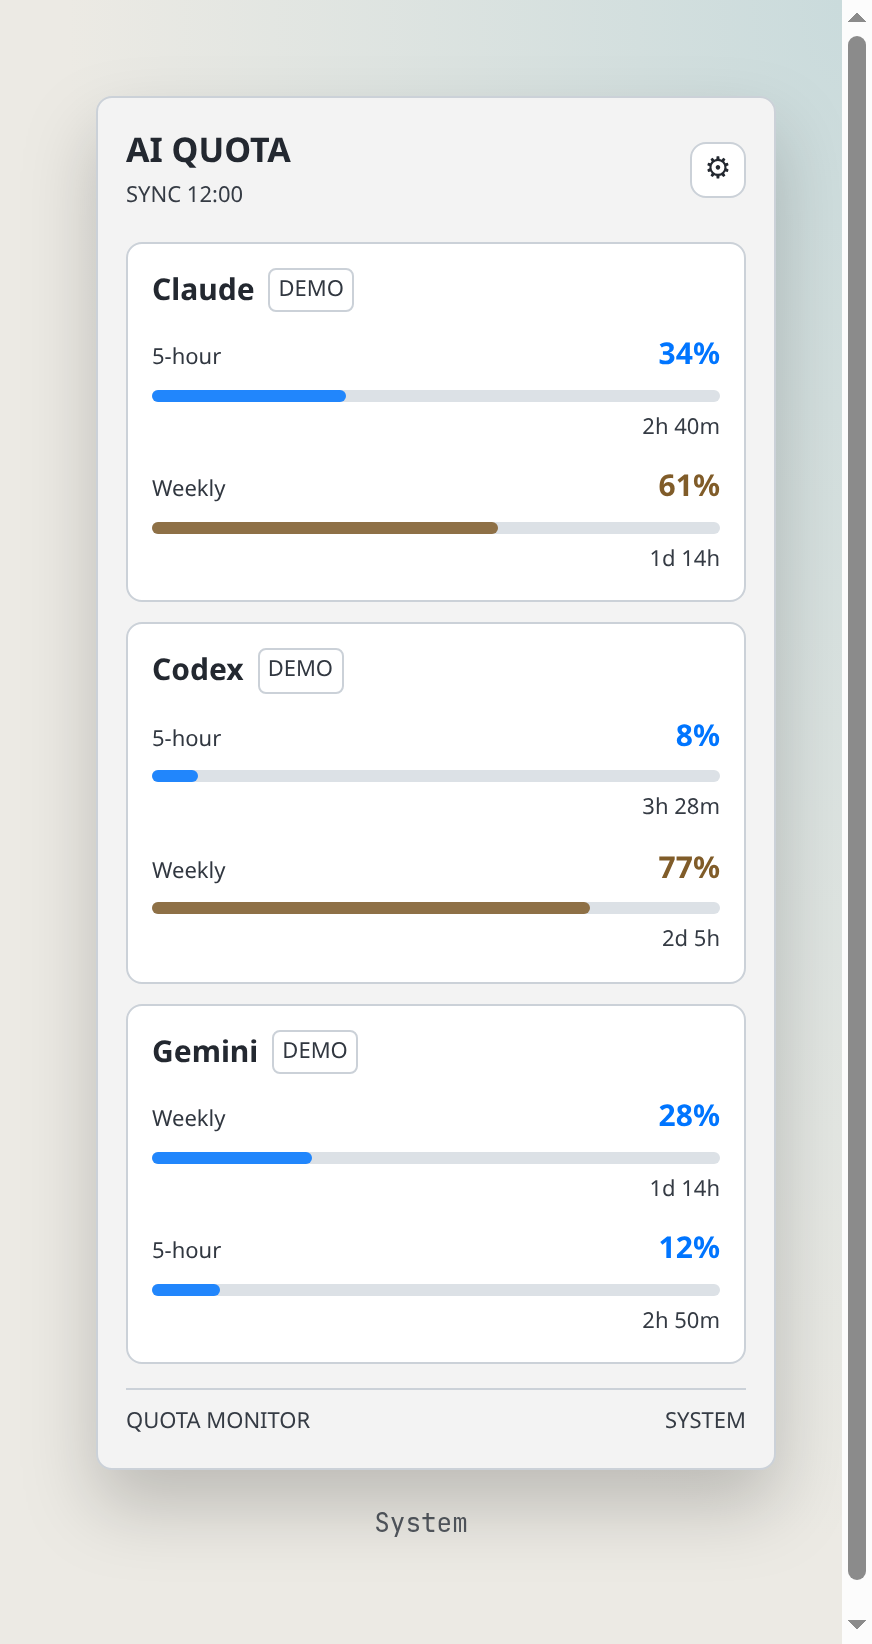 AI QUOTA
SYNC 12:00
⚙
Claude DEMO
5-hour 34%
2h 40m
Weekly 61%
1d 14h
Codex DEMO
5-hour 8%
3h 28m
Weekly 77%
2d 5h
Gemini DEMO
Weekly 28%
1d 14h
5-hour 12%
2h 50m
QUOTA MONITOR SYSTEM
System